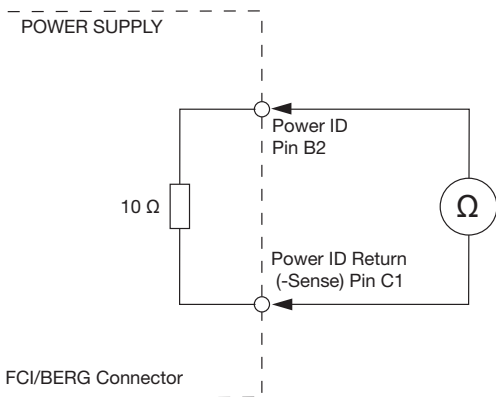 POWER SUPPLY
Power ID
Pin B2
10 Ω
Ω
Power ID Return
(-Sense) Pin C1
FCI/BERG Connector